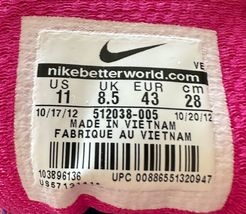 VE
nikebetterworld.com™
US UK EUR cm
11 8.5 43 28
10/17/12 512038-005 10/20/12
MADE IN VIETNAM
FABRIQUE AU VIETNAM
103896136 UPC 00886551320947